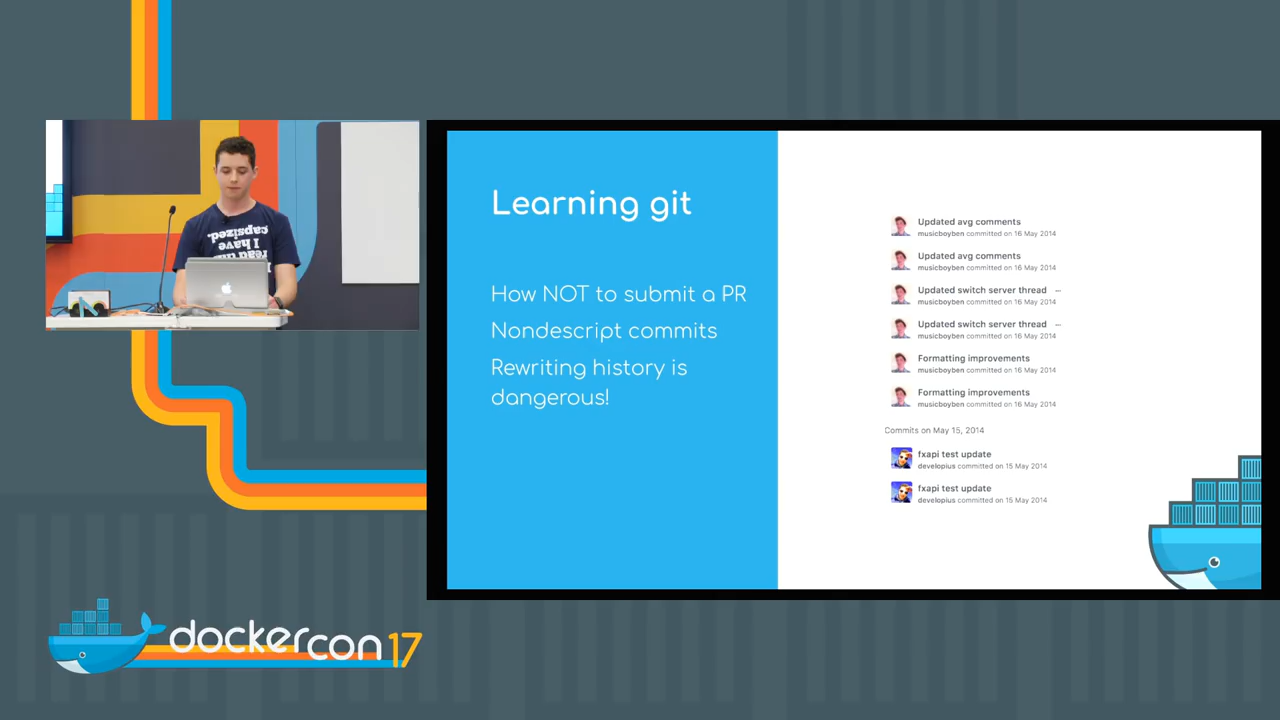 capsized.
I have
Learning git
How NOT to submit a PR
Nondescript commits
Rewriting history is
dangerous!
Updated avg comments
musicboyben committed on 16 May 2014
Updated avg comments
musicboyben committed on 16 May 2014
Updated switch server thread ...
musicboyben committed on 16 May 2014
Updated switch server thread ...
musicboyben committed on 16 May 2014
Formatting improvements
musicboyben committed on 16 May 2014
Formatting improvements
musicboyben committed on 16 May 2014
Commits on May 15, 2014
fxapi test update
developius committed on 15 May 2014
fxapi test update
developius committed on 15 May 2014
dockercon 17